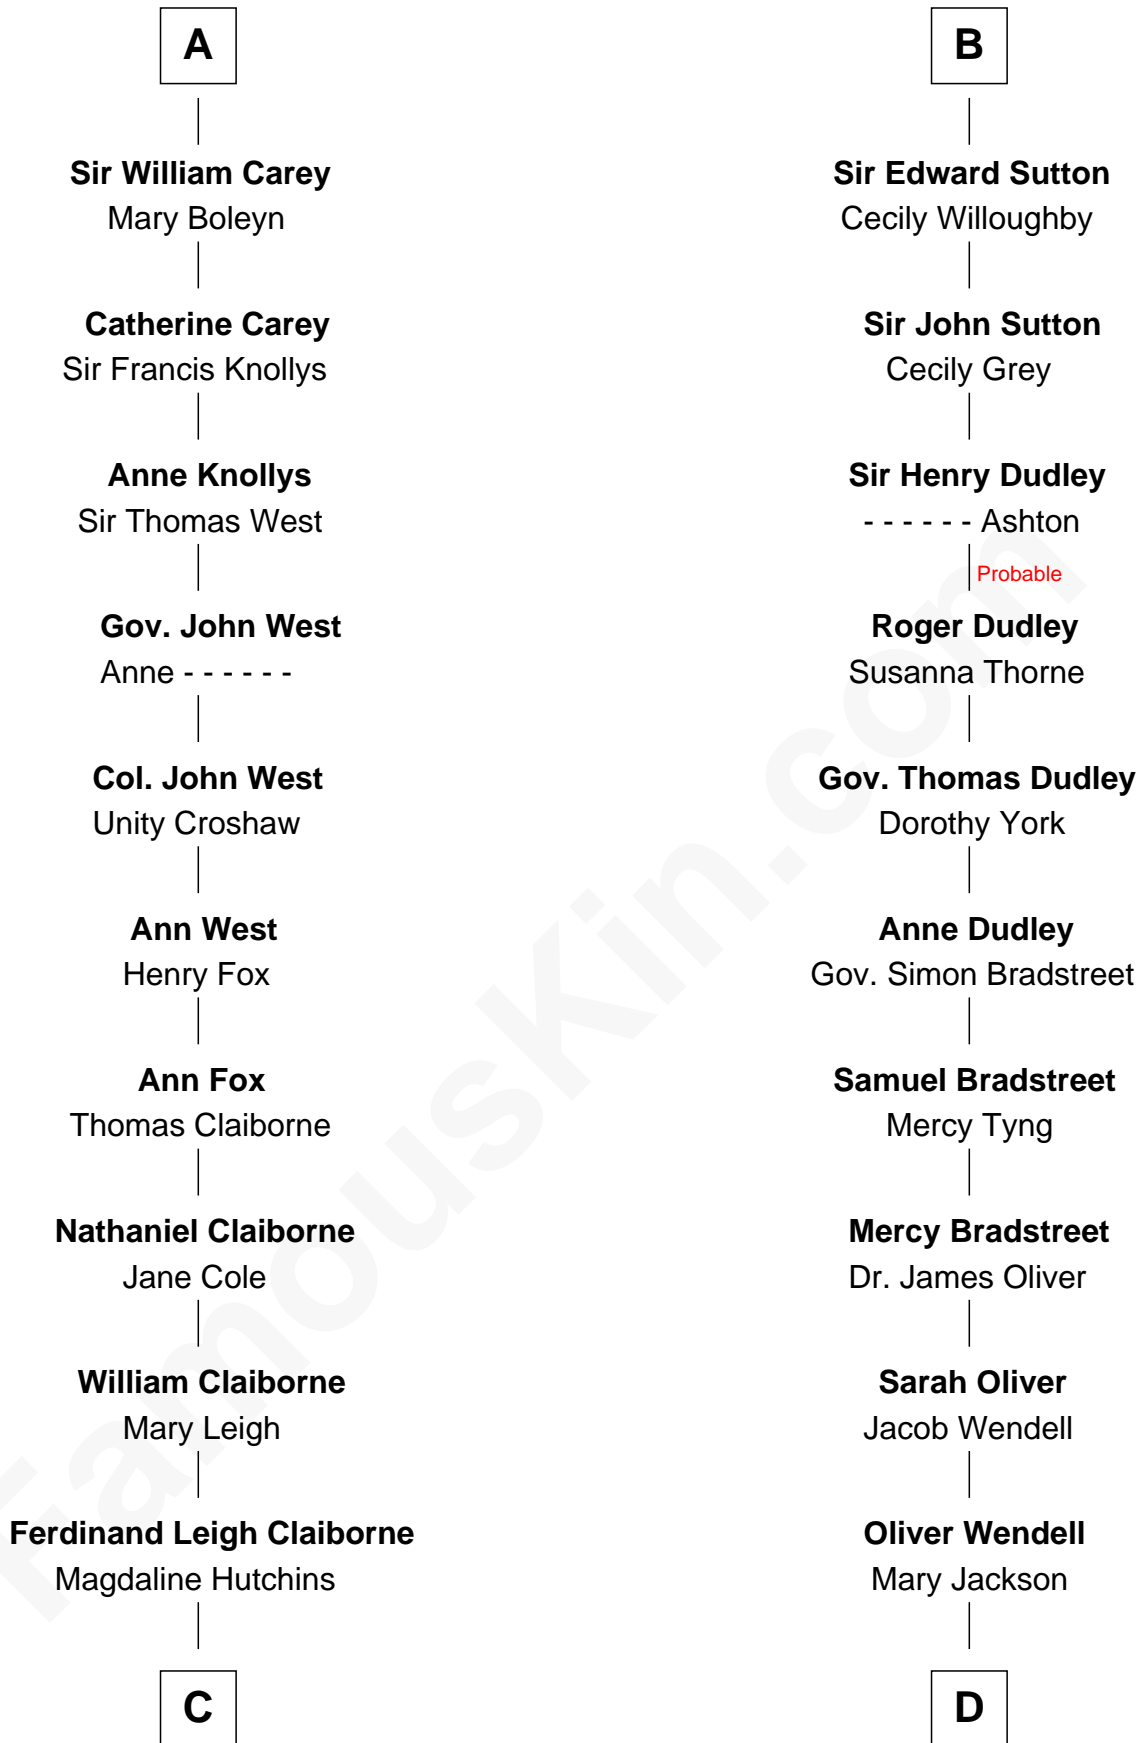 A
Sir William Carey
Mary Boleyn
Catherine Carey
Sir Francis Knollys
Anne Knollys
Sir Thomas West
Gov. John West
Anne - - - - - -
Col. John West
Unity Croshaw
Ann West
Henry Fox
Ann Fox
Thomas Claiborne
Nathaniel Claiborne
Jane Cole
William Claiborne
Mary Leigh
Ferdinand Leigh Claiborne
Magdaline Hutchins
C
B
Sir Edward Sutton
Cecily Willoughby
Sir John Sutton
Cecily Grey
Sir Henry Dudley
- - - - - - Ashton
Probable
Roger Dudley
Susanna Thorne
Gov. Thomas Dudley
Dorothy York
Anne Dudley
Gov. Simon Bradstreet
Samuel Bradstreet
Mercy Tyng
Mercy Bradstreet
Dr. James Oliver
Sarah Oliver
Jacob Wendell
Oliver Wendell
Mary Jackson
D
FamousKin.com